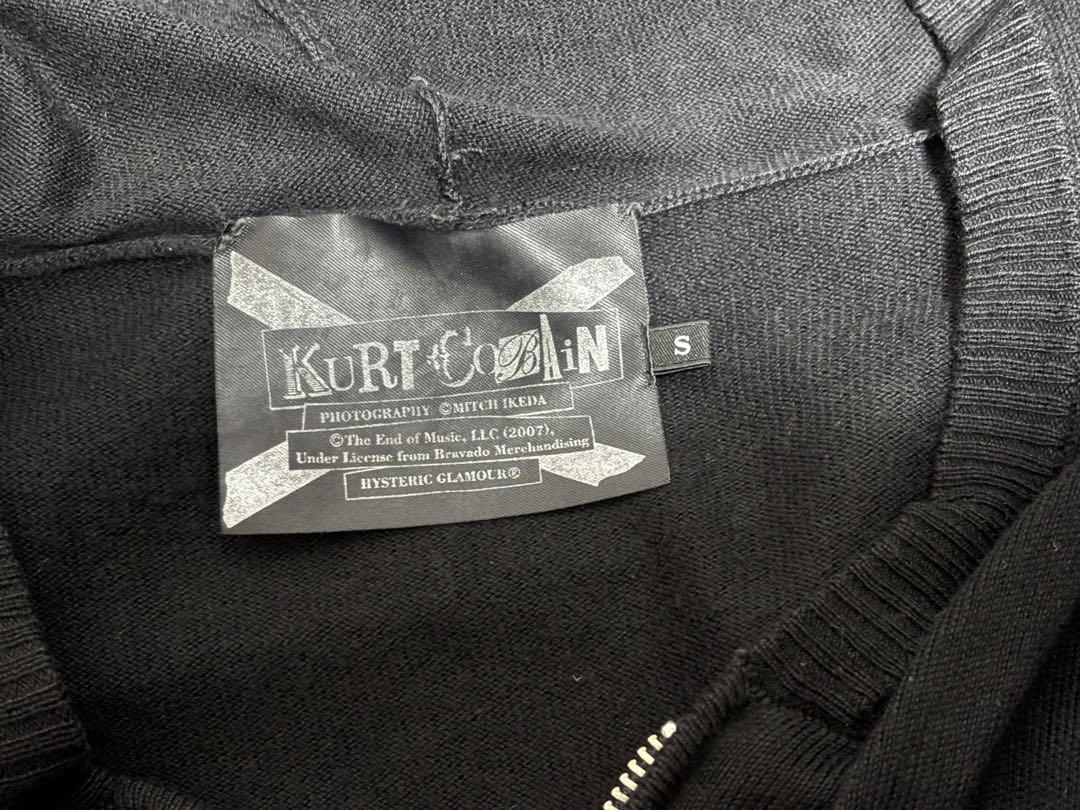 KURT COBAIN
PHOTOGRAPHY ©MITCH IKEDA
©The End of Music, LLC (2007),
Under License from Bravado Merchandising
HYSTERIC GLAMOUR®
S